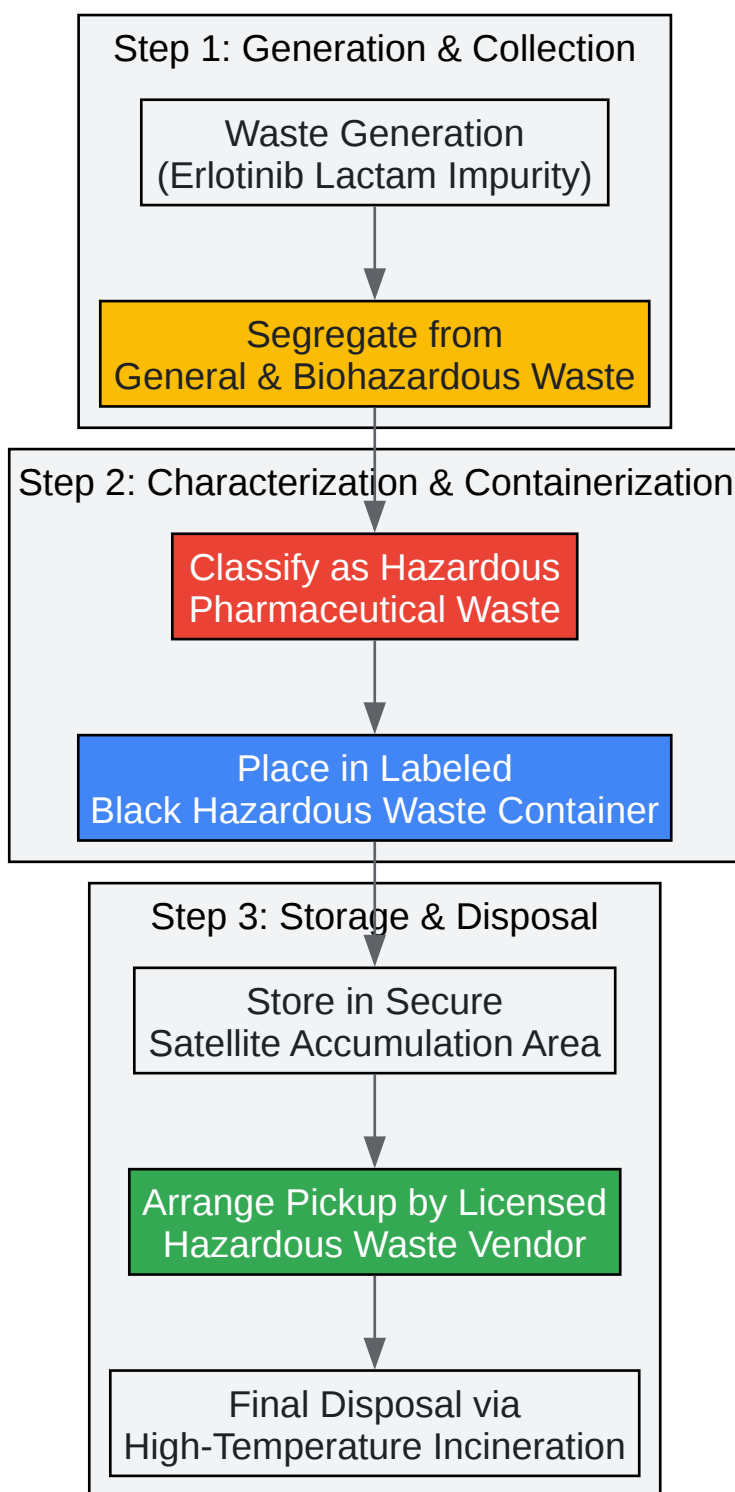 Step 1: Generation & Collection
Waste Generation
(Erlotinib Lactam Impurity)
Segregate from
General & Biohazardous Waste
Step 2: Characterization & Containerization
Classify as Hazardous
Pharmaceutical Waste
Place in Labeled
Black Hazardous Waste Container
Step 3: Storage & Disposal
Store in Secure
Satellite Accumulation Area
Arrange Pickup by Licensed
Hazardous Waste Vendor
Final Disposal via
High-Temperature Incineration